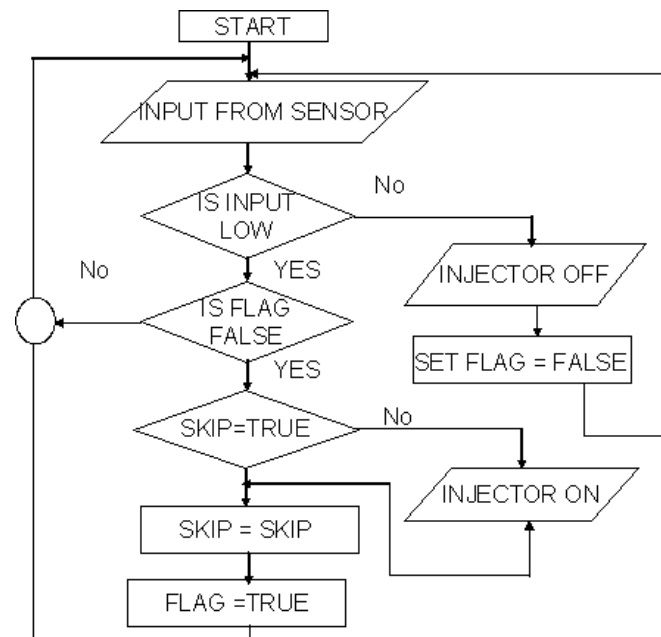 START
INPUT FROM SENSOR
No
IS INPUT
LOW
INJECTOR OFF
No
YES
IS FLAG
FALSE
SET FLAG = FALSE
YES
SKIP=TRUE
No
INJECTOR ON
SKIP = SKIP
FLAG =TRUE